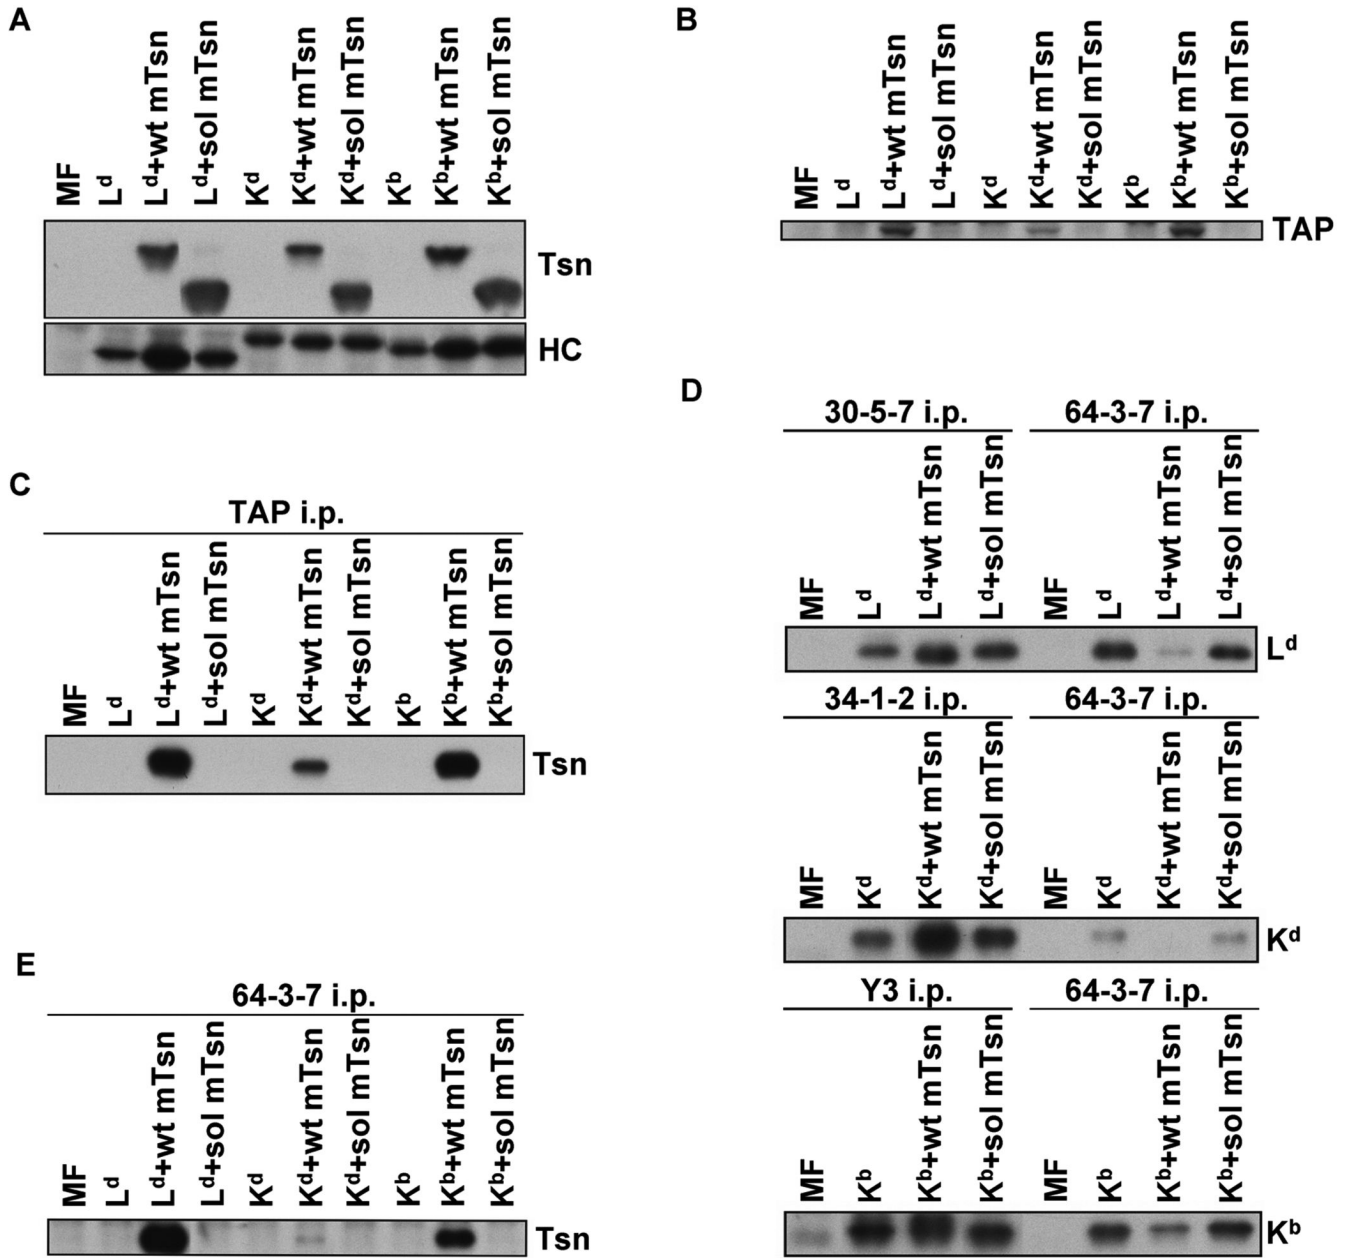 A
MF L^d L^d+wt mTsn L^d+sol mTsn K^d K^d+wt mTsn K^d+sol mTsn K^b K^b+wt mTsn K^b+sol mTsn
Tsn
HC
B
MF L^d L^d+wt mTsn L^d+sol mTsn K^d K^d+wt mTsn K^d+sol mTsn K^b K^b+wt mTsn K^b+sol mTsn
TAP
C
TAP i.p.
MF L^d L^d+wt mTsn L^d+sol mTsn K^d K^d+wt mTsn K^d+sol mTsn K^b K^b+wt mTsn K^b+sol mTsn
Tsn
D
30-5-7 i.p. 64-3-7 i.p.
MF L^d L^d+wt mTsn L^d+sol mTsn MF L^d L^d+wt mTsn L^d+sol mTsn
L^d
34-1-2 i.p. 64-3-7 i.p.
MF K^d K^d+wt mTsn K^d+sol mTsn MF K^d K^d+wt mTsn K^d+sol mTsn
K^d
Y3 i.p. 64-3-7 i.p.
MF K^b K^b+wt mTsn K^b+sol mTsn MF K^b K^b+wt mTsn K^b+sol mTsn
K^b
E
64-3-7 i.p.
MF L^d L^d+wt mTsn L^d+sol mTsn K^d K^d+wt mTsn K^d+sol mTsn K^b K^b+wt mTsn K^b+sol mTsn
Tsn